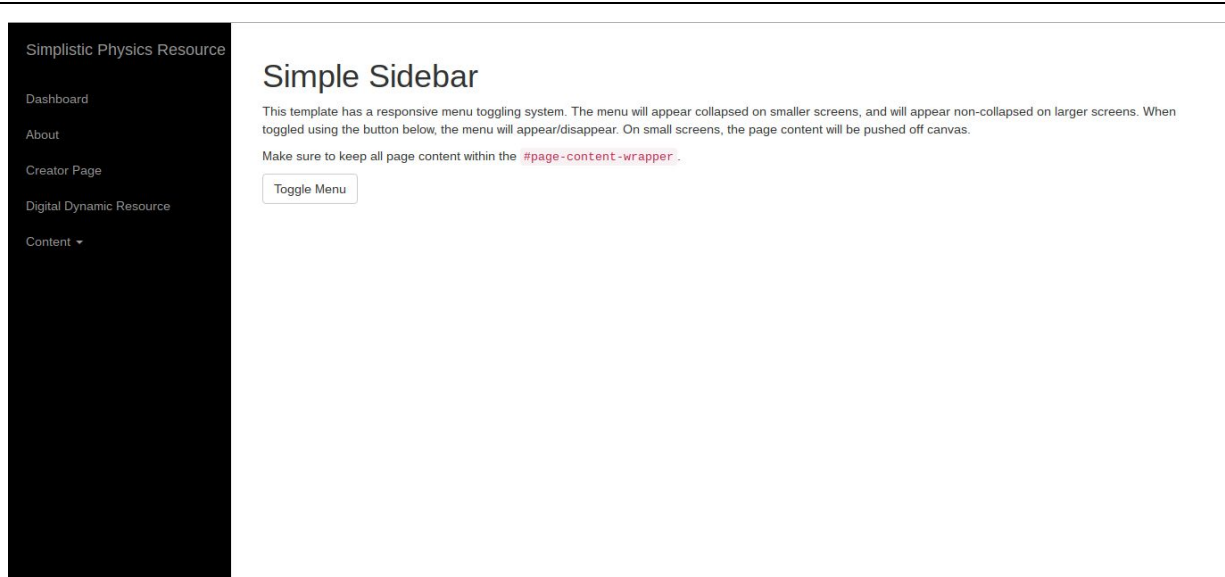 Simplistic Physics Resource
Dashboard
About
Creator Page
Digital Dynamic Resource
Content
Simple Sidebar
This template has a responsive menu toggling system. The menu will appear collapsed on smaller screens, and will appear non-collapsed on larger screens. When
toggled using the button below, the menu will appear/disappear. On small screens, the page content will be pushed off canvas.
Make sure to keep all page content within the #page-content-wrapper.
Toggle Menu